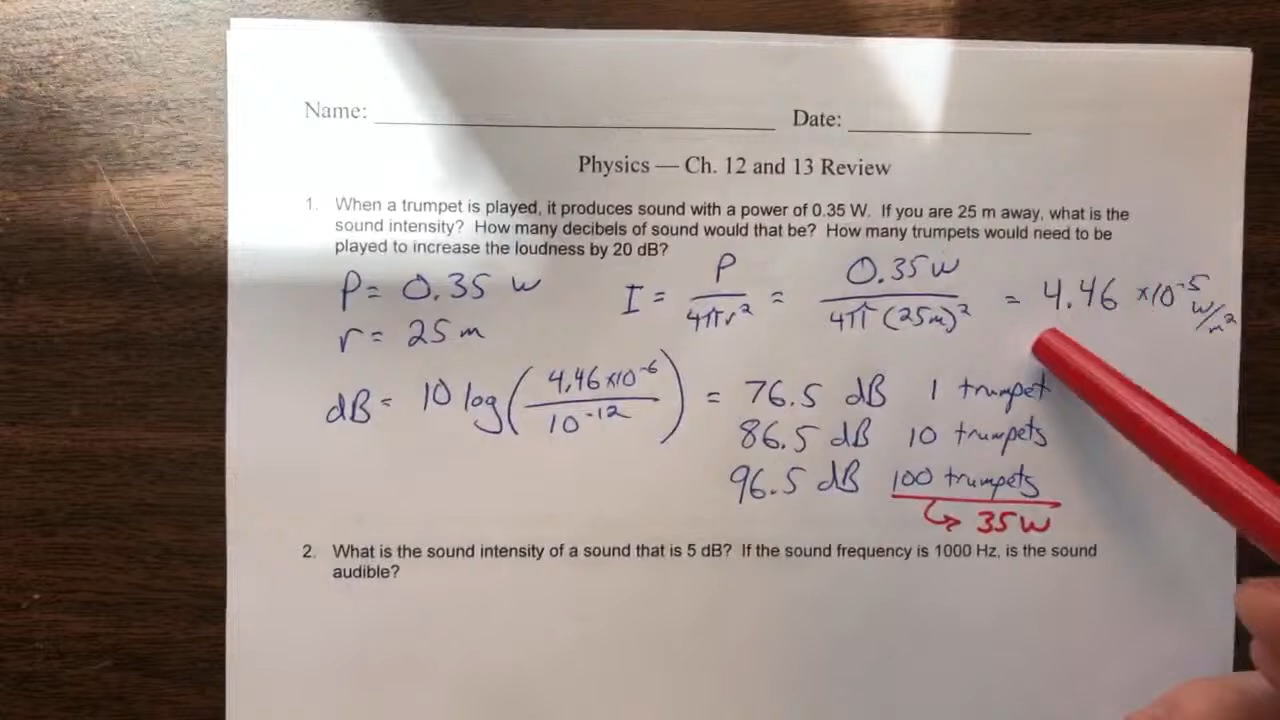 Name: ____________ Date: ____________
Physics — Ch. 12 and 13 Review
1. When a trumpet is played, it produces sound with a power of 0.35 W. If you are 25 m away, what is the
sound intensity? How many decibels of sound would that be? How many trumpets would need to be
played to increase the loudness by 20 dB?
P = 0.35 W
I = P / 4πr² = 0.35 W / 4π (25m)² = 4.46 ×10⁻⁵ W/m²
r = 25 m
dB = 10 log( 4.46×10⁻⁶ / 10⁻¹² ) = 76.5 dB 1 trumpet
86.5 dB 10 trumpets
96.5 dB 100 trumpets
↳ 35W
2. What is the sound intensity of a sound that is 5 dB? If the sound frequency is 1000 Hz, is the sound
audible?